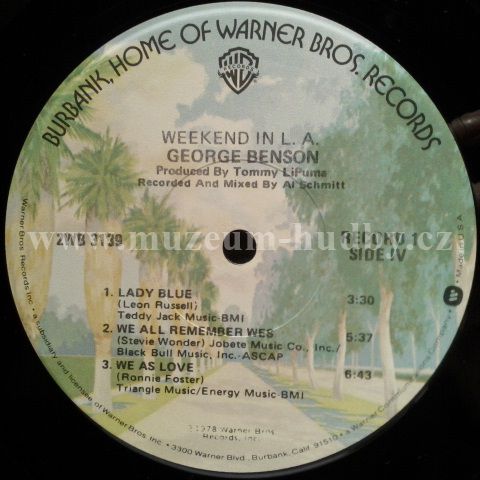 BURBANK, HOME OF WARNER BROS. RECORDS
WB
RECORDS
WEEKEND IN L. A.
GEORGE BENSON
Produced By Tommy LiPuma
Recorded And Mixed By Al Schmitt
www.muzeum-hudby.cz
2WB 3139
RECORD 1
SIDE IV
Made in U.S.A.
1. LADY BLUE 3:30
(Leon Russell)
Teddy Jack Music-BMI
2. WE ALL REMEMBER WES 5:37
(Stevie Wonder) Jobete Music Co., Inc./
Black Bull Music, Inc.-ASCAP
3. WE AS LOVE 6:43
(Ronnie Foster)
Triangle Music/Energy Music-BMI
1978 Warner Bros.
Records, Inc.
Warner Bros. Records Inc. • a subsidiary and licensee of Warner Bros. Inc. • 3300 Warner Blvd., Burbank, Calif. 91510 • a Warner Communications Company